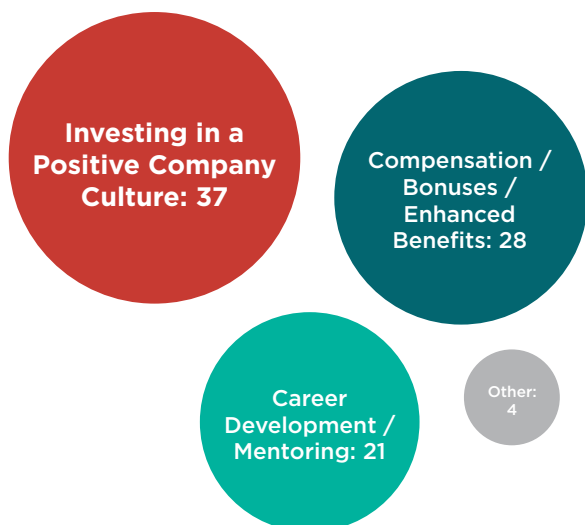 Investing in a
Positive Company
Culture: 37
Compensation /
Bonuses /
Enhanced
Benefits: 28
Career
Development /
Mentoring: 21
Other:
4